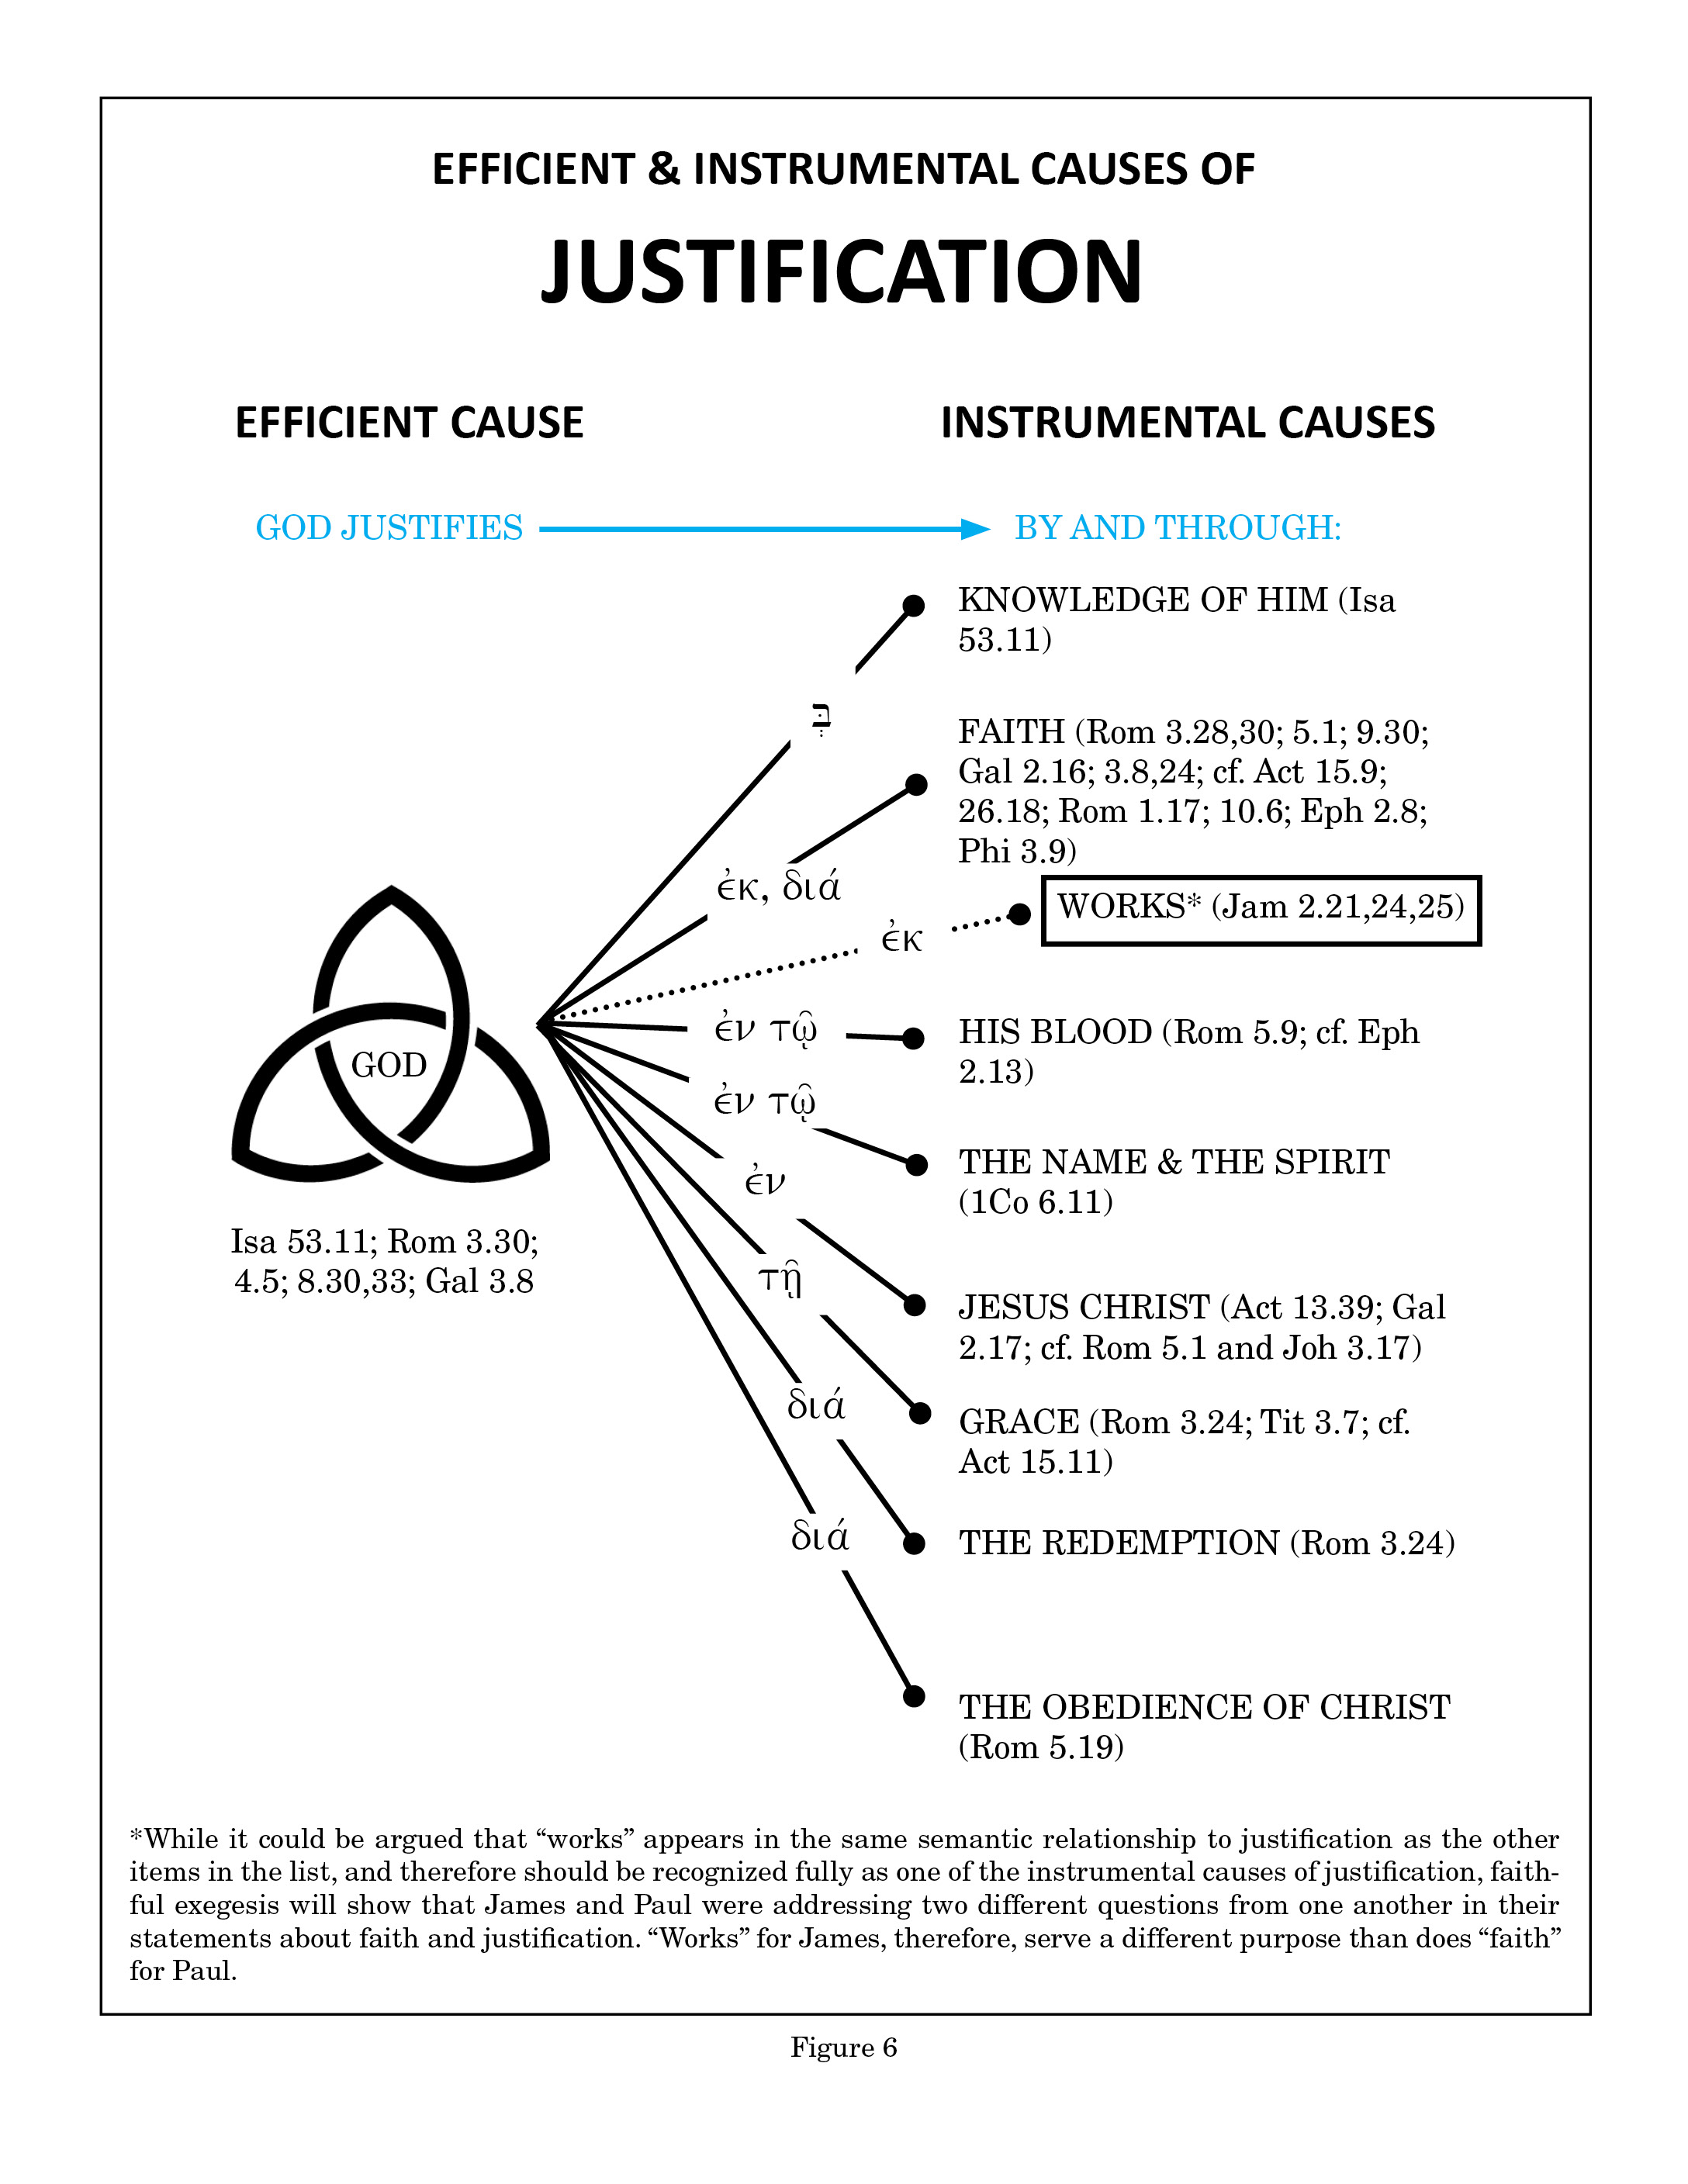 EFFICIENT & INSTRUMENTAL CAUSES OF
JUSTIFICATION
EFFICIENT CAUSE
INSTRUMENTAL CAUSES
GOD JUSTIFIES
BY AND THROUGH:
בְּ
KNOWLEDGE OF HIM (Isa
53.11)
ἐκ, διά
FAITH (Rom 3.28,30; 5.1; 9.30;
Gal 2.16; 3.8,24; cf. Act 15.9;
26.18; Rom 1.17; 10.6; Eph 2.8;
Phi 3.9)
ἐκ
WORKS* (Jam 2.21,24,25)
ἐν τῷ
HIS BLOOD (Rom 5.9; cf. Eph
2.13)
ἐν τῷ
THE NAME & THE SPIRIT
(1Co 6.11)
ἐν
JESUS CHRIST (Act 13.39; Gal
2.17; cf. Rom 5.1 and Joh 3.17)
τῇ
GRACE (Rom 3.24; Tit 3.7; cf.
Act 15.11)
διά
THE REDEMPTION (Rom 3.24)
διά
THE OBEDIENCE OF CHRIST
(Rom 5.19)
GOD
Isa 53.11; Rom 3.30;
4.5; 8.30,33; Gal 3.8
*While it could be argued that “works” appears in the same semantic relationship to justification as the other
items in the list, and therefore should be recognized fully as one of the instrumental causes of justification, faith-
ful exegesis will show that James and Paul were addressing two different questions from one another in their
statements about faith and justification. “Works” for James, therefore, serve a different purpose than does “faith”
for Paul.
Figure 6